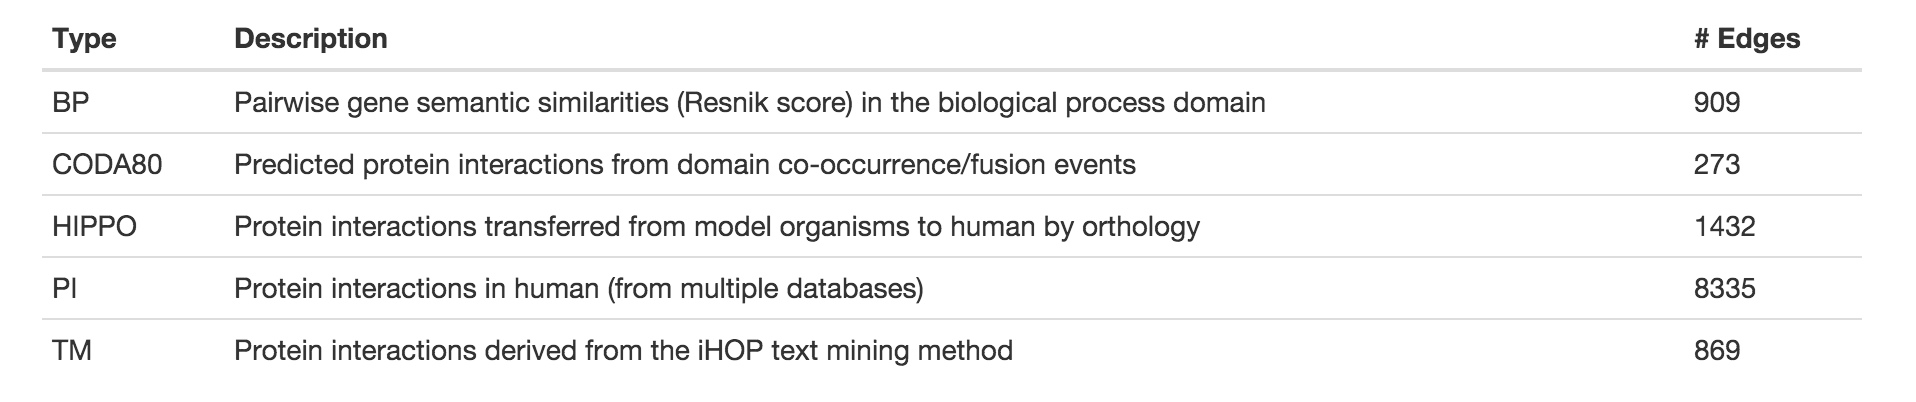 Type Description # Edges
BP Pairwise gene semantic similarities (Resnik score) in the biological process domain 909
CODA80 Predicted protein interactions from domain co-occurrence/fusion events 273
HIPPO Protein interactions transferred from model organisms to human by orthology 1432
PI Protein interactions in human (from multiple databases) 8335
TM Protein interactions derived from the iHOP text mining method 869